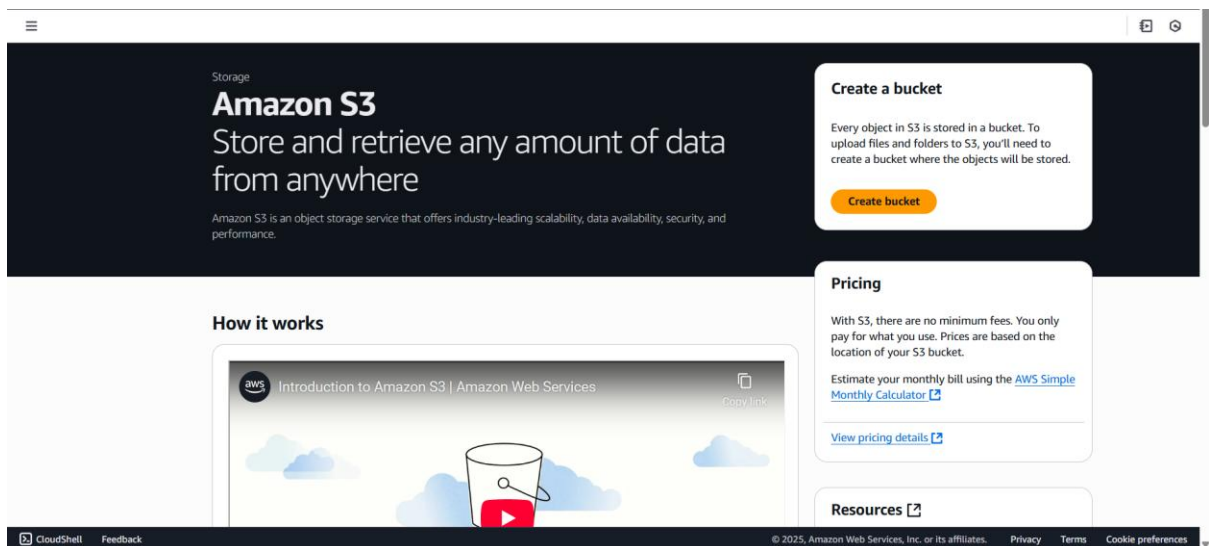 Storage
Amazon S3
Store and retrieve any amount of data
from anywhere
Amazon S3 is an object storage service that offers industry-leading scalability, data availability, security, and
performance.
Create a bucket
Every object in S3 is stored in a bucket. To
upload files and folders to S3, you'll need to
create a bucket where the objects will be stored.
Create bucket
Pricing
With S3, there are no minimum fees. You only
pay for what you use. Prices are based on the
location of your S3 bucket.
Estimate your monthly bill using the AWS Simple
Monthly Calculator
View pricing details
How it works
aws
Introduction to Amazon S3 | Amazon Web Services
Copy link
Resources
CloudShell Feedback
© 2025, Amazon Web Services, Inc. or its affiliates. Privacy Terms Cookie preferences